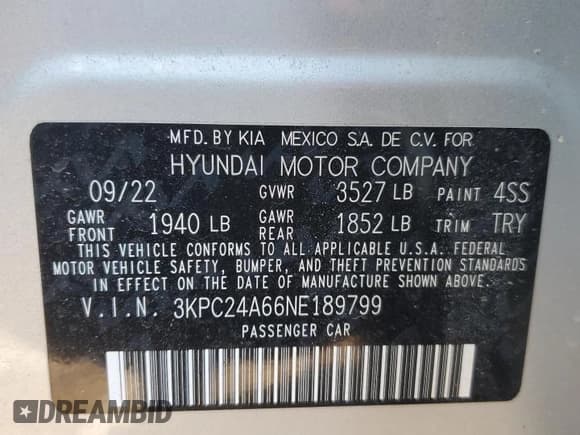 MFD. BY KIA MEXICO S.A. DE C.V. FOR
HYUNDAI MOTOR COMPANY
09/22 GVWR 3527 LB PAINT 4SS
GAWR FRONT 1940 LB GAWR REAR 1852 LB TRIM TRY
THIS VEHICLE CONFORMS TO ALL APPLICABLE U.S.A. FEDERAL
MOTOR VEHICLE SAFETY, BUMPER, AND THEFT PREVENTION STANDARDS
IN EFFECT ON THE DATE OF MANUFACTURE SHOWN ABOVE.
V.I.N. 3KPC24A66NE189799
PASSENGER CAR
DREAMBID